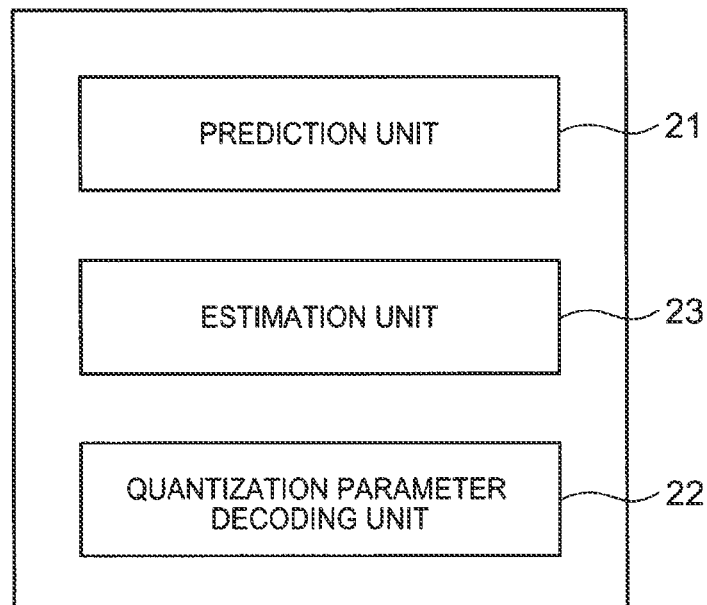 PREDICTION UNIT
21
ESTIMATION UNIT
23
QUANTIZATION PARAMETER
DECODING UNIT
22